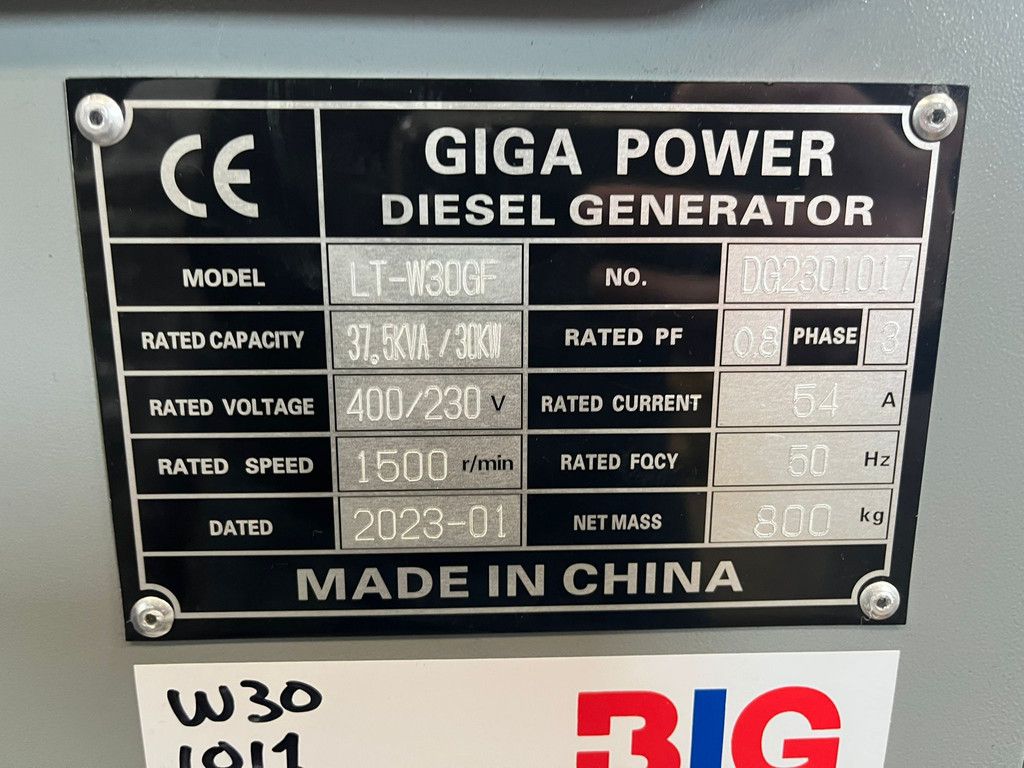 CE
GIGA POWER
DIESEL GENERATOR
MODEL LT-W30GF NO. DG2301017
RATED CAPACITY 37.5KVA/30KW RATED PF 0.8 PHASE 3
RATED VOLTAGE 400/230 V RATED CURRENT 54 A
RATED SPEED 1500 r/min RATED FQCY 50 Hz
DATED 2023-01 NET MASS 800 kg
MADE IN CHINA
W30
1017
BIG